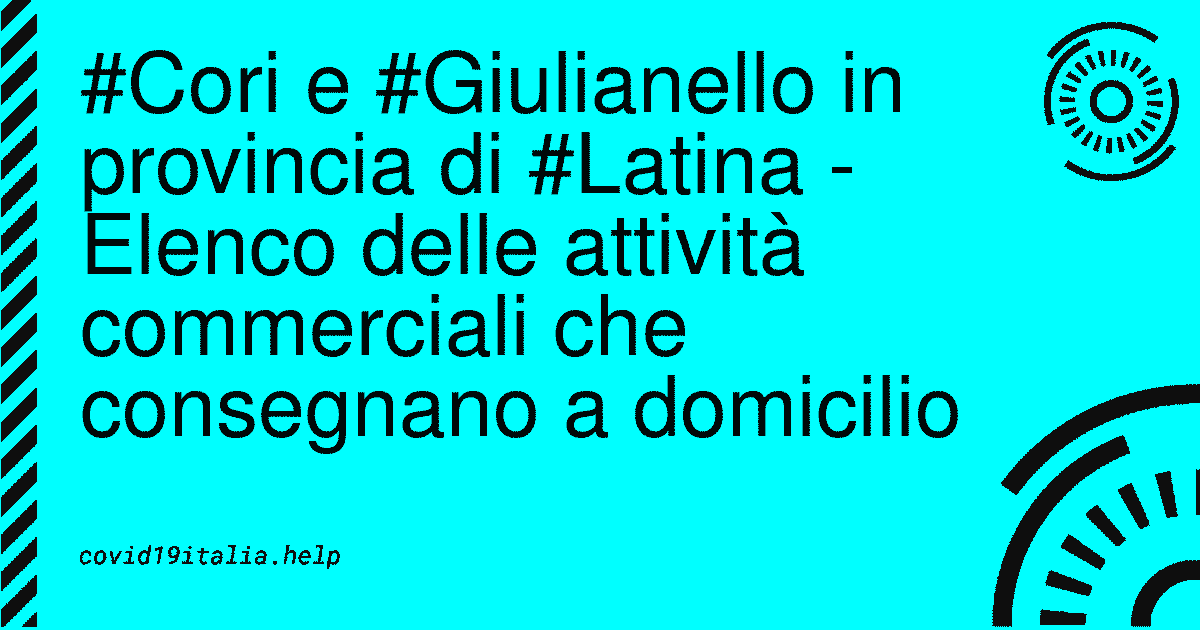 #Cori e #Giulianello in
provincia di #Latina -
Elenco delle attività
commerciali che
consegnano a domicilio
covid19italia.help